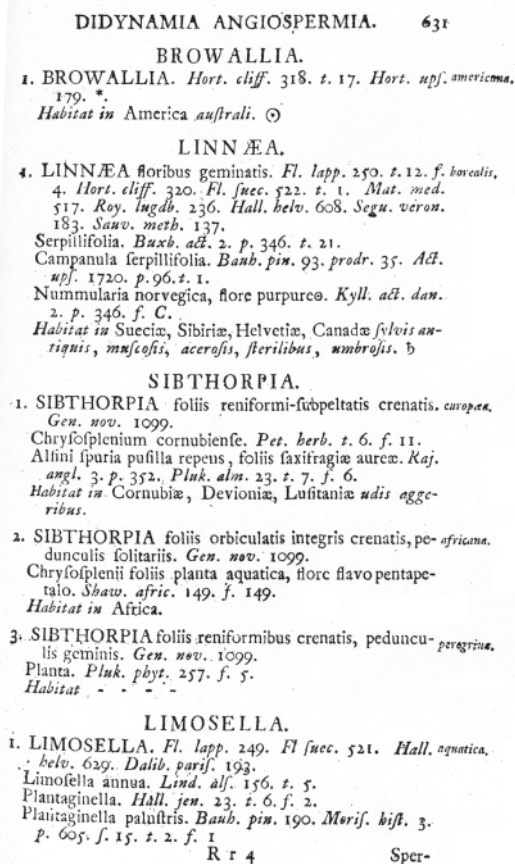 DIDYNAMIA ANGIOSPERMIA. 631
BROWALLIA.
1. BROWALLIA. Hort. cliff. 318. t. 17. Hort. upſ. americana.
179. *.
Habitat in America auſtrali. ☉
LINNÆA.
1. LINNÆA floribus geminatis. Fl. lapp. 250. t. 12. f. borealis.
4. Hort. cliff. 320. Fl. ſuec. 522. t. 1. Mat. med.
517. Roy. lugdb. 236. Hall. helv. 608. Segu. veron.
183. Sauv. meth. 137.
Serpillifolia. Buxb. act. 2. p. 346. t. 21.
Campanula ſerpillifolia. Bauh. pin. 93. prodr. 35. Act.
upſ. 1720. p. 96. t. 1.
Nummularia norvegica, flore purpureo. Kyll. act. dan.
2. p. 346. f. C.
Habitat in Sueciæ, Sibiriæ, Helvetiæ, Canadæ ſylvis an-
tiquis, muſcoſis, aceroſis, ſterilibus, umbroſis. ♄
SIBTHORPIA.
1. SIBTHORPIA foliis reniformi-ſubpeltatis crenatis. europæa.
Gen. nov. 1099.
Chryſoſplenium cornubienſe. Pet. herb. t. 6. f. 11.
Alſini ſpuria puſilla repens, foliis ſaxifragiæ aureæ. Raj.
angl. 3. p. 352. Pluk. alm. 23. t. 7. f. 6.
Habitat in Cornubiæ, Devioniæ, Luſitaniæ udis agge-
ribus.
2. SIBTHORPIA foliis orbiculatis integris crenatis, pe- africana.
dunculis ſolitariis. Gen. nov. 1099.
Chryſoſplenii foliis planta aquatica, flore flavo pentape-
talo. Shaw. afric. 149. f. 149.
Habitat in Africa.
3. SIBTHORPIA foliis reniformibus crenatis, peduncu- peregrina.
lis geminis. Gen. nov. 1099.
Planta. Pluk. phyt. 257. f. 5.
Habitat - - - -
LIMOSELLA.
1. LIMOSELLA. Fl. lapp. 249. Fl ſuec. 521. Hall. aquatica.
helv. 629. Dalib. pariſ. 193.
Limoſella annua. Lind. alſ. 156. t. 5.
Plantaginella. Hall. jen. 23. t. 6. f. 2.
Plantaginella paluſtris. Bauh. pin. 190. Moriſ. hiſt. 3.
p. 605. ſ. 15. t. 2. f. 1
R r 4 Sper-